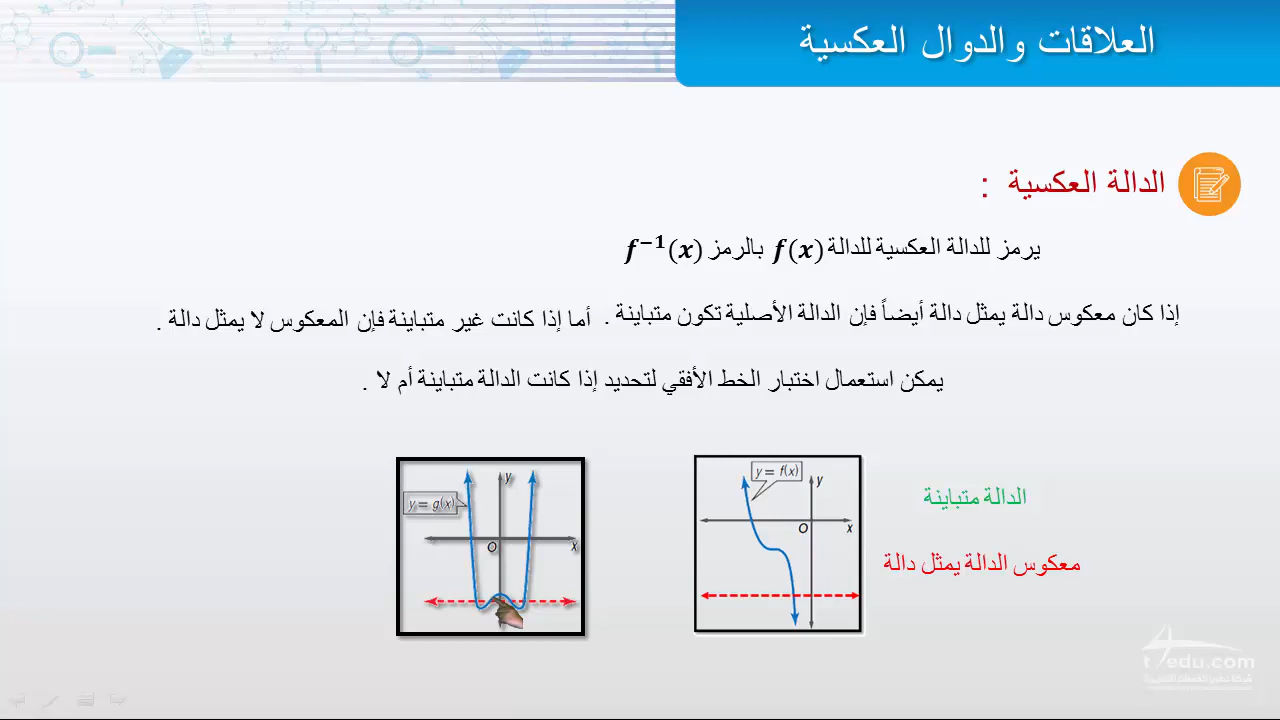 العلاقات والدوال العكسية
الدالة العكسية :
يرمز للدالة العكسية للدالة f(x) بالرمز f⁻¹(x)
إذا كان معكوس دالة يمثل دالة أيضاً فإن الدالة الأصلية تكون متباينة . أما إذا كانت غير متباينة فإن المعكوس لا يمثل دالة .
يمكن استعمال اختبار الخط الأفقي لتحديد إذا كانت الدالة متباينة أم لا .
y = f(x)
y
O
x
الدالة متباينة
معكوس الدالة يمثل دالة
y
y = g(x)
O
x
t4edu.com